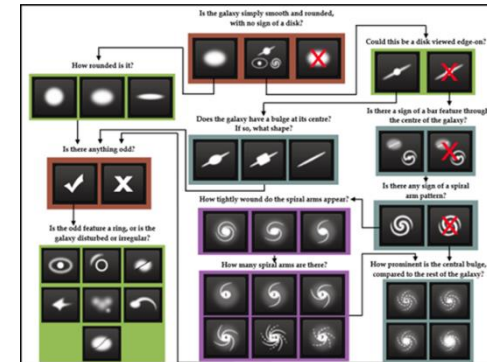 Is the galaxy simply smooth and rounded,
with no sign of a disk?
Could this be a disk viewed edge-on?
How rounded is it?
Does the galaxy have a bulge at its centre?
If so, what shape?
Is there a sign of a bar feature through
the centre of the galaxy?
Is there anything odd?
Is there any sign of a spiral
arm pattern?
How tightly wound do the spiral arms appear?
Is the odd feature a ring, or is the
galaxy disturbed or irregular?
How many spiral arms are there?
How prominent is the central bulge,
compared to the rest of the galaxy?